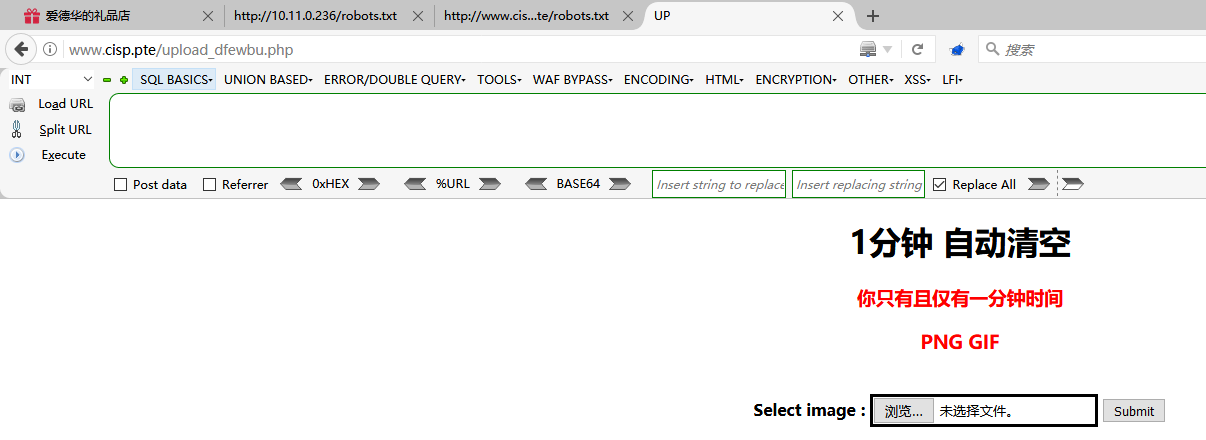 爱德华的礼品店 http://10.11.0.236/robots.txt http://www.cis...te/robots.txt UP
www.cisp.pte/upload_dfewbu.php 搜索
INT SQL BASICS UNION BASED ERROR/DOUBLE QUERY TOOLS WAF BYPASS ENCODING HTML ENCRYPTION OTHER XSS LFI
Load URL
Split URL
Execute
Post data Referrer 0xHEX %URL BASE64 Insert string to replace Insert replacing string Replace All
1分钟 自动清空
你只有且仅有一分钟时间
PNG GIF
Select image : 浏览... 未选择文件。 Submit